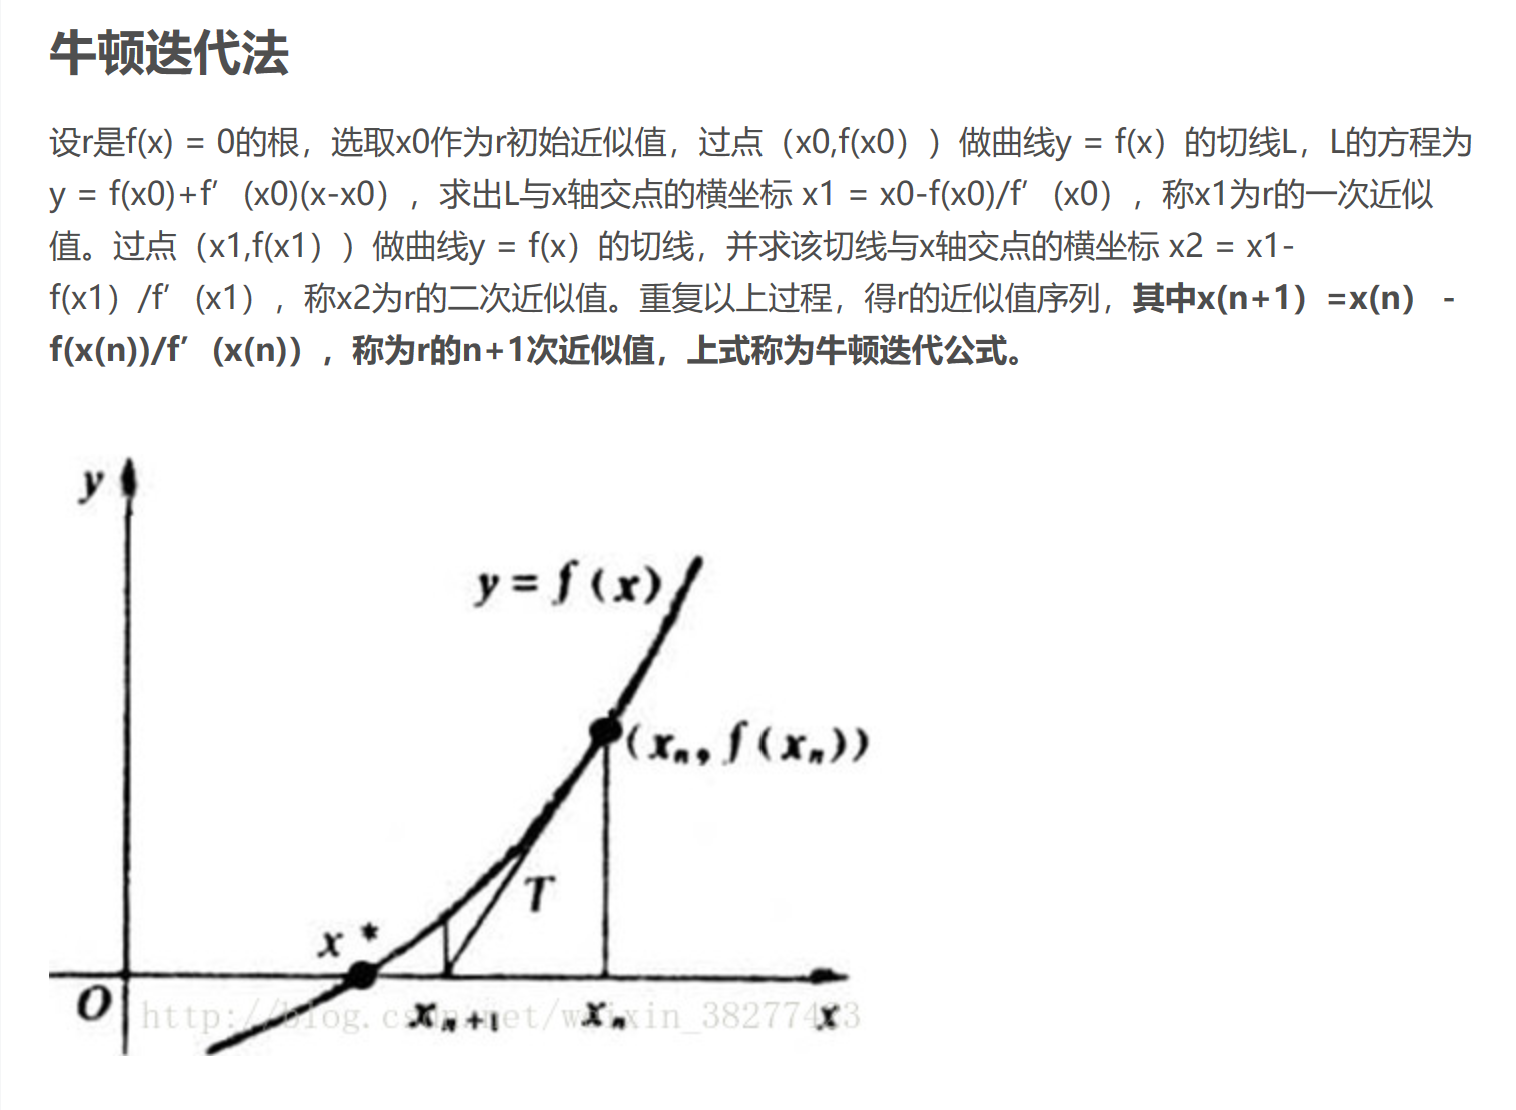 牛顿迭代法
设r是f(x) = 0的根，选取x0作为r初始近似值，过点（x0,f(x0））做曲线y = f(x）的切线L，L的方程为
y = f(x0)+f’(x0)(x-x0），求出L与x轴交点的横坐标 x1 = x0-f(x0)/f’(x0），称x1为r的一次近似
值。过点（x1,f(x1））做曲线y = f(x）的切线，并求该切线与x轴交点的横坐标 x2 = x1-
f(x1）/f’(x1），称x2为r的二次近似值。重复以上过程，得r的近似值序列，其中x(n+1）=x(n） -
f(x(n))/f’(x(n)），称为r的n+1次近似值，上式称为牛顿迭代公式。
y
y = f (x)
(xn, f (xn))
T
x*
O
xn+1
xn
x